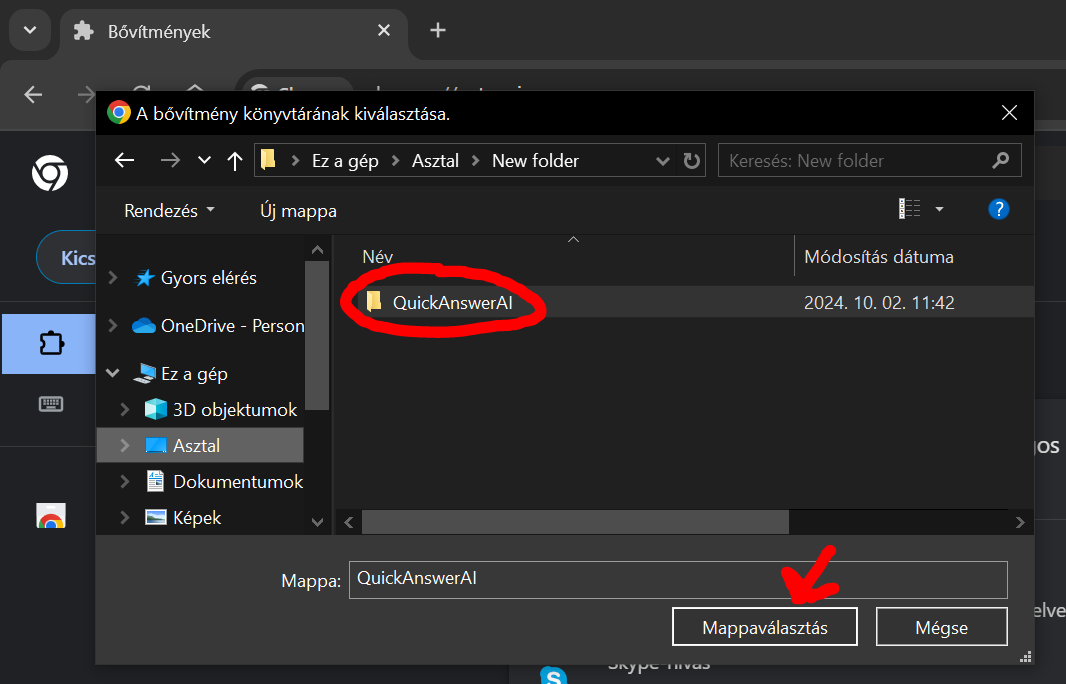 Bővítmények
A bővítmény könyvtárának kiválasztása.
Ez a gép
Asztal
New folder
Keresés: New folder
Rendezés
Új mappa
?
Név
Módosítás dátuma
Kics
Gyors elérés
QuickAnswerAI
2024. 10. 02. 11:42
OneDrive - Person
Ez a gép
3D objektumok
Asztal
Dokumentumok
Képek
Mappa:
QuickAnswerAI
Mappaválasztás
Mégse
gos
elve
Skype-hívás